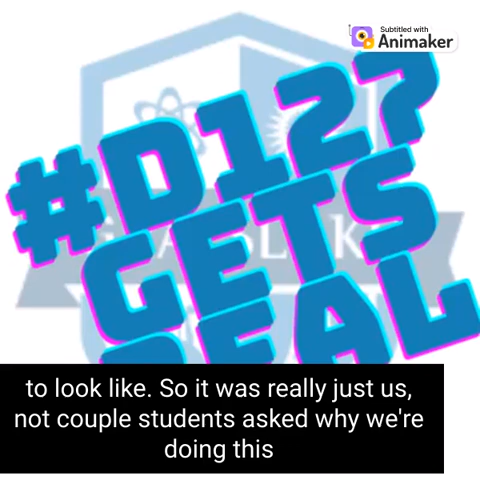 Subtitled with
Animaker
#D127
GETS
REAL
to look like. So it was really just us,
not couple students asked why we're
doing this